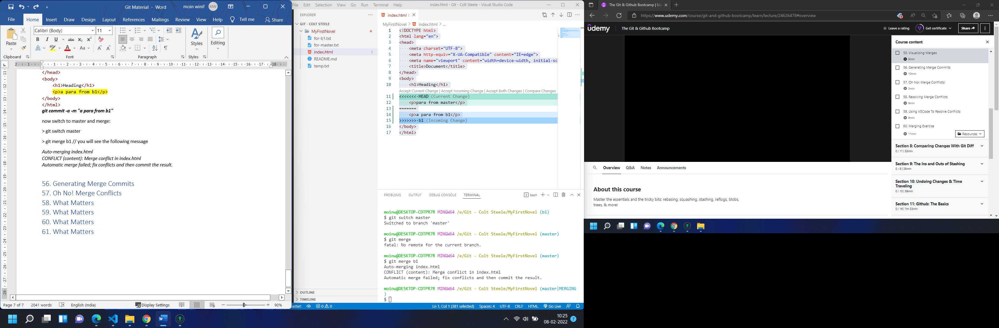 Git Material - Word
moin winif
MW
File
Home
Insert
Draw
Design
Layout
References
Mailings
Review
View
Help
Tell me
Share
Paste
Calibri (Body)
11
Styles
Editing
Clipboard
Font
Paragraph
Styles
</head>
<body>
<h1>Heading</h1>
<p>a para from b1</p>
</body>
</html>
git commit -a -m "a para from b1"
now switch to master and merge:
> git switch master
> git merge b1 // you will see the following message
Auto-merging index.html
CONFLICT (content): Merge conflict in index.html
Automatic merge failed; fix conflicts and then commit the result.
56. Generating Merge Commits
57. Oh No! Merge Conflicts
58. What Matters
59. What Matters
60. What Matters
61. What Matters
Page 7 of 7
2041 words
English (India)
Display Settings
90%
File Edit Selection View Go Run Terminal Help
index.html - Git - Colt Steele - Visual Studio Code
EXPLORER
GIT - COLT STEELE
MyFirstNovel
for-b1.txt
for-master.txt
index.html !
README.md
temp.txt
OUTLINE
TIMELINE
index.html !
MyFirstNovel > index.html > ...
1 <!DOCTYPE html>
2 <html lang="en">
3 <head>
4 <meta charset="UTF-8">
5 <meta http-equiv="X-UA-Compatible" content="IE=edge">
6 <meta name="viewport" content="width=device-width, initial-sc
7 <title>Document</title>
8 </head>
9 <body>
10 <h1>Heading</h1>
Accept Current Change | Accept Incoming Change | Accept Both Changes | Compare Changes
11 <<<<<<< HEAD (Current Change)
12 <p>para from master</p>
13 =======
14 <p>a para from b1</p>
15 >>>>>>> b1 (Incoming Change)
16 </body>
17 </html>
PROBLEMS
OUTPUT
DEBUG CONSOLE
TERMINAL
bash
moinw@DESKTOP-CDTPR7R MINGW64 /e/Git - Colt Steele/MyFirstNovel (b1)
$ git switch master
Switched to branch 'master'
moinw@DESKTOP-CDTPR7R MINGW64 /e/Git - Colt Steele/MyFirstNovel (master)
$ git merge
fatal: No remote for the current branch.
moinw@DESKTOP-CDTPR7R MINGW64 /e/Git - Colt Steele/MyFirstNovel (master)
$ git merge b1
Auto-merging index.html
CONFLICT (content): Merge conflict in index.html
Automatic merge failed; fix conflicts and then commit the result.
moinw@DESKTOP-CDTPR7R MINGW64 /e/Git - Colt Steele/MyFirstNovel (master|MERGING
)
$
aster!
0 0
Ln 1, Col 1 (381 selected)
Spaces: 4
UTF-8
CRLF
HTML
Go Live
10:25
08-02-2022
7
The Git & Github Bootcamp | Ud
https://www.udemy.com/course/git-and-github-bootcamp/learn/lecture/24636478#overview
udemy
The Git & Github Bootcamp
Leave a rating
Get certificate
Share
Course content
55. Visualizing Merges
5min
56. Generating Merge Commits
10min
57. Oh No! Merge Conflicts!
3min
58. Resolving Merge Conflicts
8min
59. Using VSCode To Resolve Conflicts
8min
60. Merging Exercise
11min
Resources
Section 8: Comparing Changes With Git Diff
0 / 11 | 53min
Section 9: The Ins and Outs of Stashing
0 / 8 | 35min
Section 10: Undoing Changes & Time
Traveling
0 / 10 | 59min
Section 11: Github: The Basics
0 / 16 | 1hr 33min
Overview
Q&A
Notes
Announcements
About this course
Master the essentials and the tricky bits: rebasing, squashing, stashing, reflogs, blobs,
trees, & more!